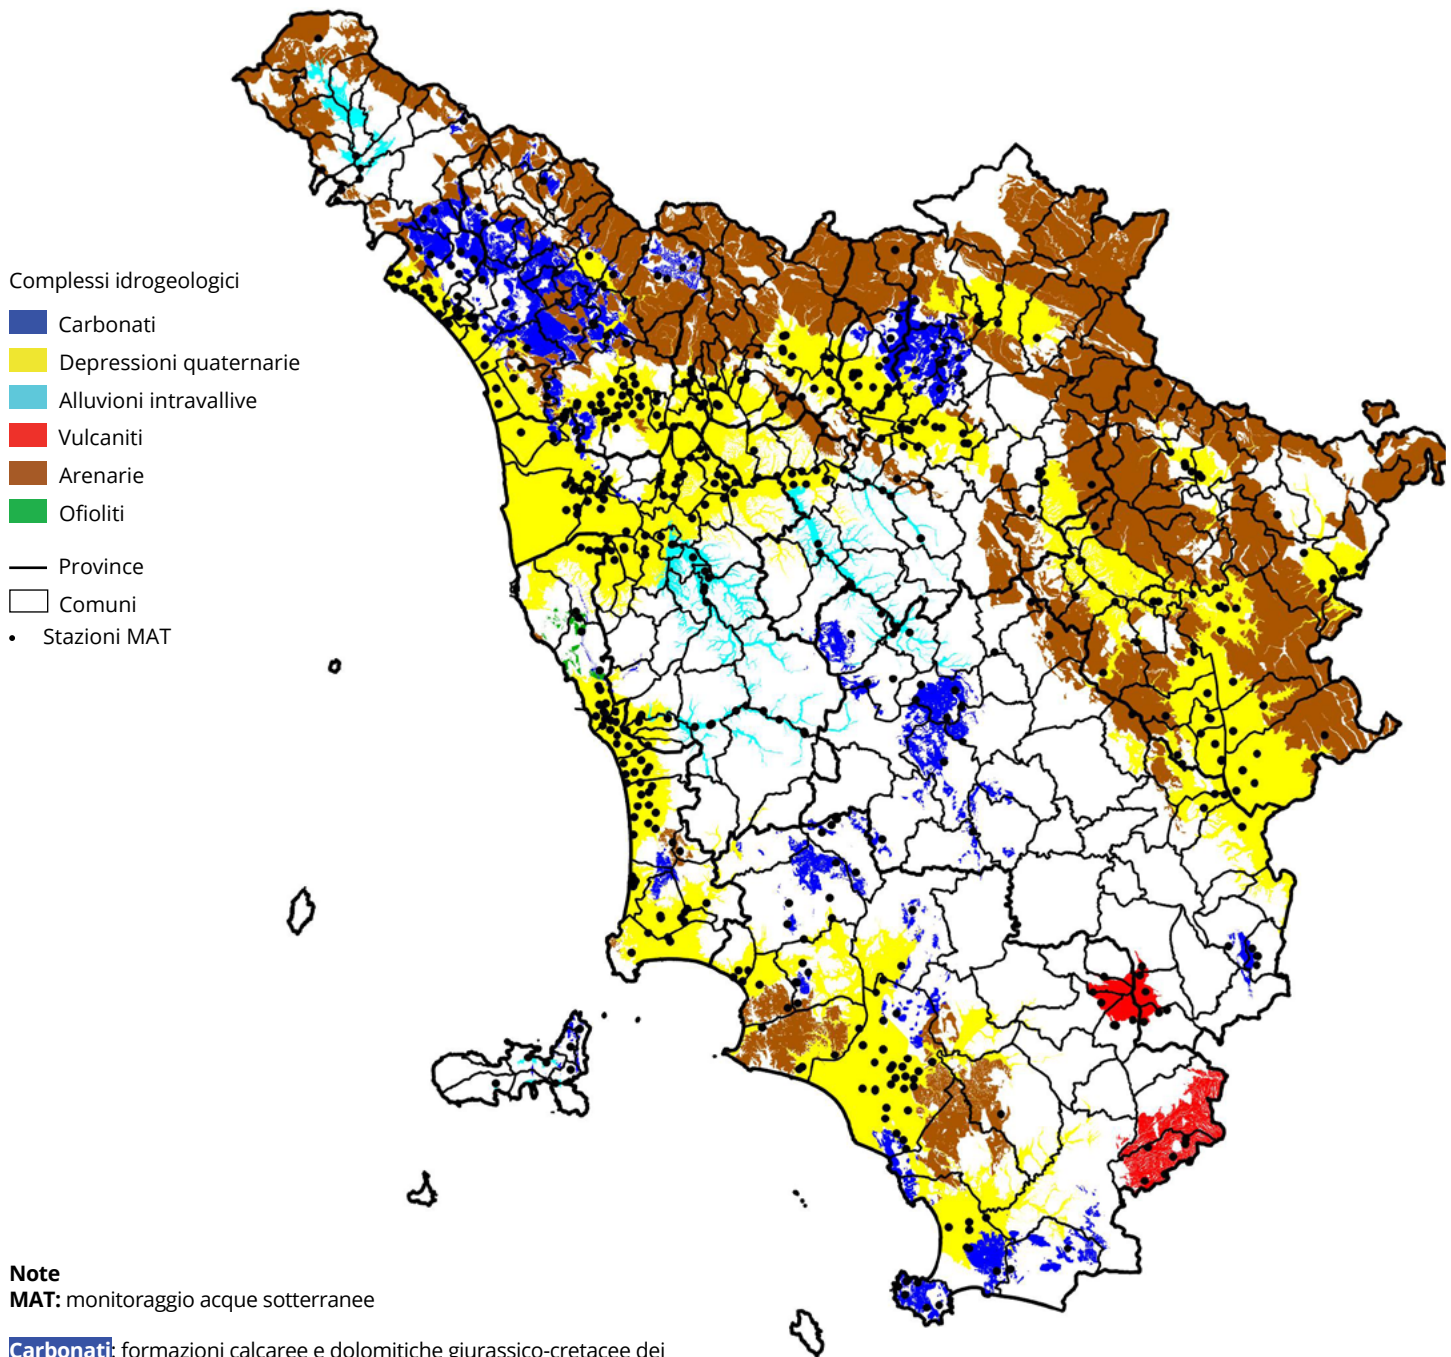 Complessi idrogeologici
Carbonati
Depressioni quaternarie
Alluvioni intravallive
Vulcaniti
Arenarie
Ofioliti
Province
Comuni
Stazioni MAT
Note
MAT: monitoraggio acque sotterranee
Carbonati: formazioni calcaree e dolomitiche giurassico-cretacee dei